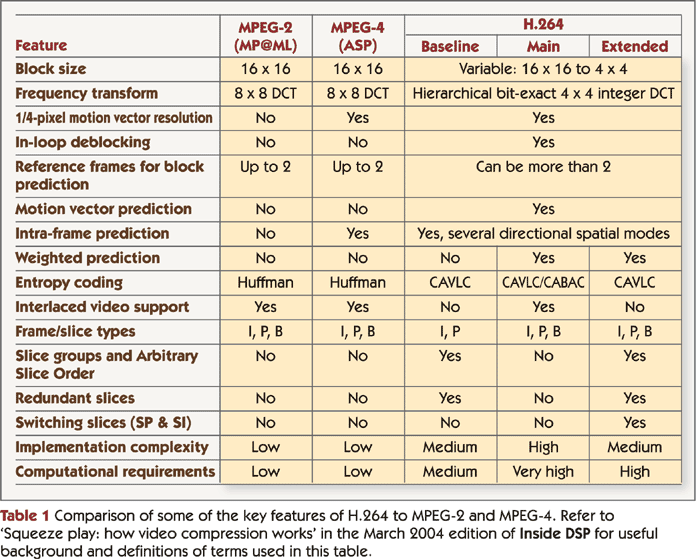 MPEG-2 MPEG-4 H.264
Feature (MP@ML) (ASP) Baseline Main Extended
Block size 16 x 16 16 x 16 Variable: 16 x 16 to 4 x 4
Frequency transform 8 x 8 DCT 8 x 8 DCT Hierarchical bit-exact 4 x 4 integer DCT
1/4-pixel motion vector resolution No Yes Yes
In-loop deblocking No No Yes
Reference frames for block Up to 2 Up to 2 Can be more than 2
prediction
Motion vector prediction No No Yes
Intra-frame prediction No Yes Yes, several directional spatial modes
Weighted prediction No No No Yes Yes
Entropy coding Huffman Huffman CAVLC CAVLC/CABAC CAVLC
Interlaced video support Yes Yes No Yes No
Frame/slice types I, P, B I, P, B I, P I, P, B I, P, B
Slice groups and Arbitrary No No Yes No Yes
Slice Order
Redundant slices No No Yes No Yes
Switching slices (SP & SI) No No No No Yes
Implementation complexity Low Low Medium High Medium
Computational requirements Low Low Medium Very high High
Table 1 Comparison of some of the key features of H.264 to MPEG-2 and MPEG-4. Refer to
‘Squeeze play: how video compression works’ in the March 2004 edition of Inside DSP for useful
background and definitions of terms used in this table.